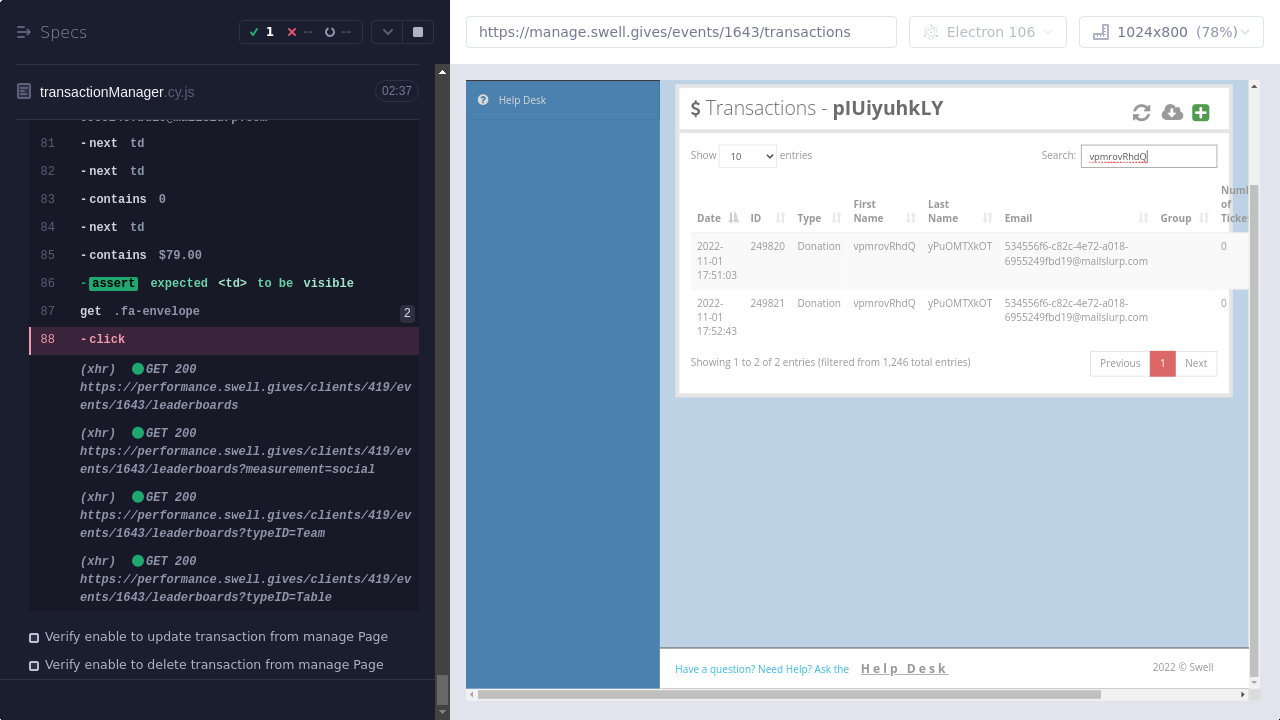 Specs
1
--
--
https://manage.swell.gives/events/1643/transactions
Electron 106
1024x800 (78%)
transactionManager.cy.js
02:37
81 -next td
82 -next td
83 -contains 0
84 -next td
85 -contains $79.00
86 -assert expected <td> to be visible
87 get .fa-envelope 2
88 -click
(xhr) GET 200
https://performance.swell.gives/clients/419/ev
ents/1643/leaderboards
(xhr) GET 200
https://performance.swell.gives/clients/419/ev
ents/1643/leaderboards?measurement=social
(xhr) GET 200
https://performance.swell.gives/clients/419/ev
ents/1643/leaderboards?typeID=Team
(xhr) GET 200
https://performance.swell.gives/clients/419/ev
ents/1643/leaderboards?typeID=Table
Verify enable to update transaction from manage Page
Verify enable to delete transaction from manage Page
Help Desk
$ Transactions - pIUiyuhkLY
Show 10 entries
Search: vpmrovRhdQ
Date ID Type First Name Last Name Email Group
of
249820 Donation vpmrovRhdQ yPuOMTXkOT 534556f6-c82c-4e72-a018-6955249fbd19@mailslurp.com 0
2022-11-01 17:51:03
249821 Donation vpmrovRhdQ yPuOMTXkOT 534556f6-c82c-4e72-a018-6955249fbd19@mailslurp.com 0
2022-11-01 17:52:43
Showing 1 to 2 of 2 entries (filtered from 1,246 total entries)
Previous 1 Next
Have a question? Need Help? Ask the Help Desk
2022 © Swell